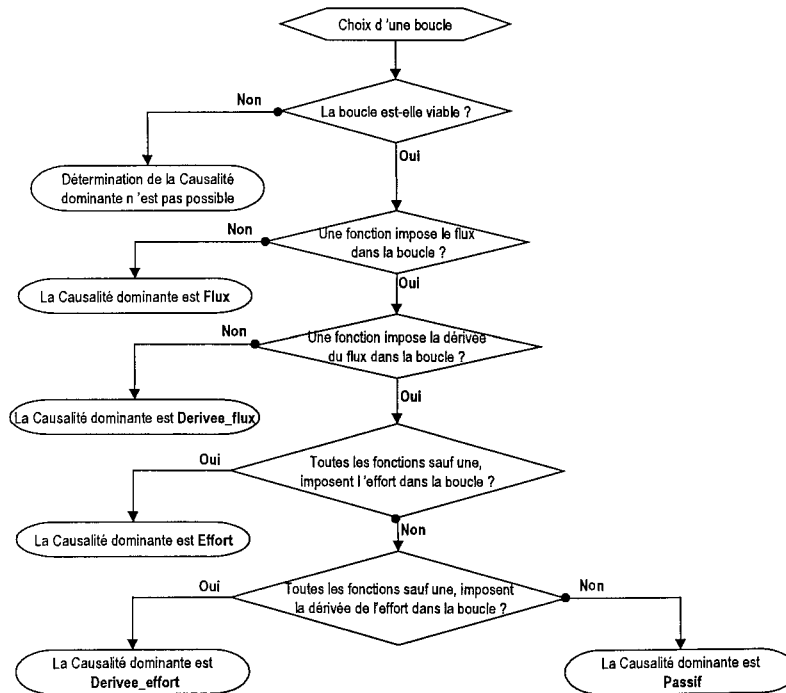 Choix d 'une boucle
Non
La boucle est-elle viable ?
Oui
Détermination de la Causalité
dominante n 'est pas possible
Non
Une fonction impose le flux
dans la boucle ?
Oui
La Causalité dominante est Flux
Non
Une fonction impose la dérivée
du flux dans la boucle ?
Oui
La Causalité dominante est Derivee_flux
Oui
Toutes les fonctions sauf une,
imposent l 'effort dans la boucle ?
Non
La Causalité dominante est Effort
Oui
Toutes les fonctions sauf une, imposent
la dérivée de l'effort dans la boucle ?
Non
La Causalité dominante est
Derivee_effort
La Causalité dominante est
Passif